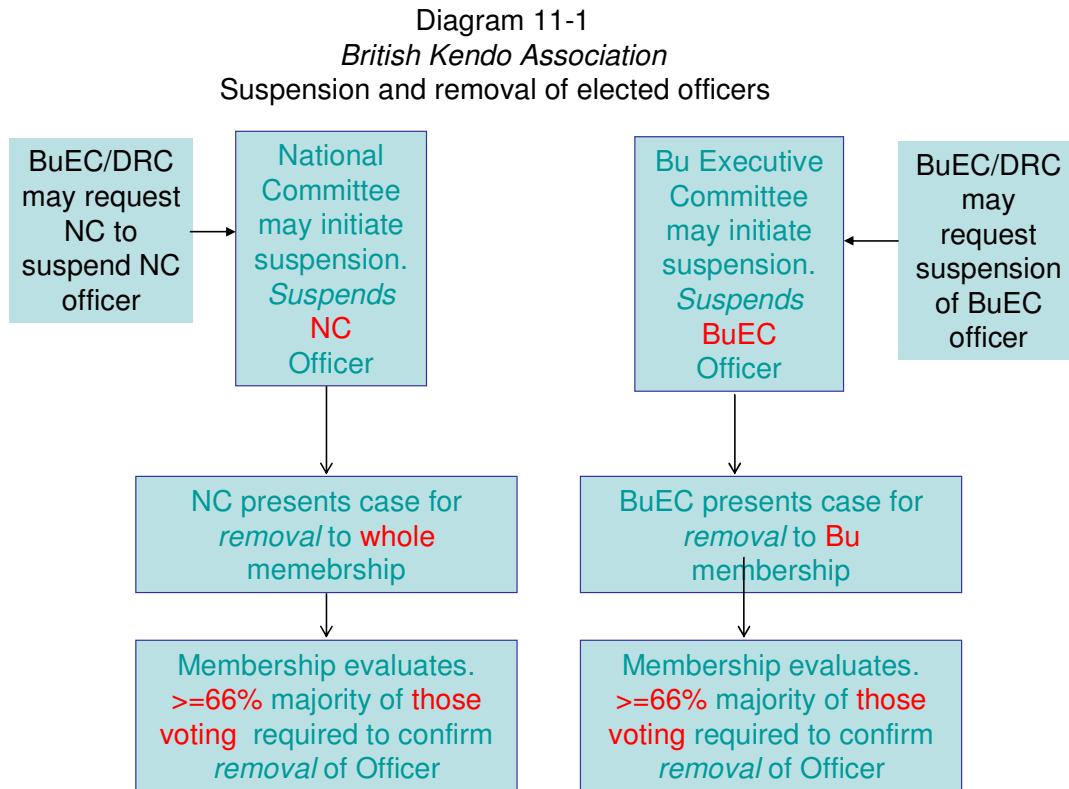 Diagram 11-1
British Kendo Association
Suspension and removal of elected officers
BuEC/DRC
may request
NC to
suspend NC
officer
National
Committee
may initiate
suspension.
Suspends
NC
Officer
Bu Executive
Committee
may initiate
suspension.
Suspends
BuEC
Officer
BuEC/DRC
may
request
suspension
of BuEC
officer
NC presents case for
removal to whole
memebrship
BuEC presents case for
removal to Bu
membership
Membership evaluates.
>=66% majority of those
voting required to confirm
removal of Officer
Membership evaluates.
>=66% majority of those
voting required to confirm
removal of Officer